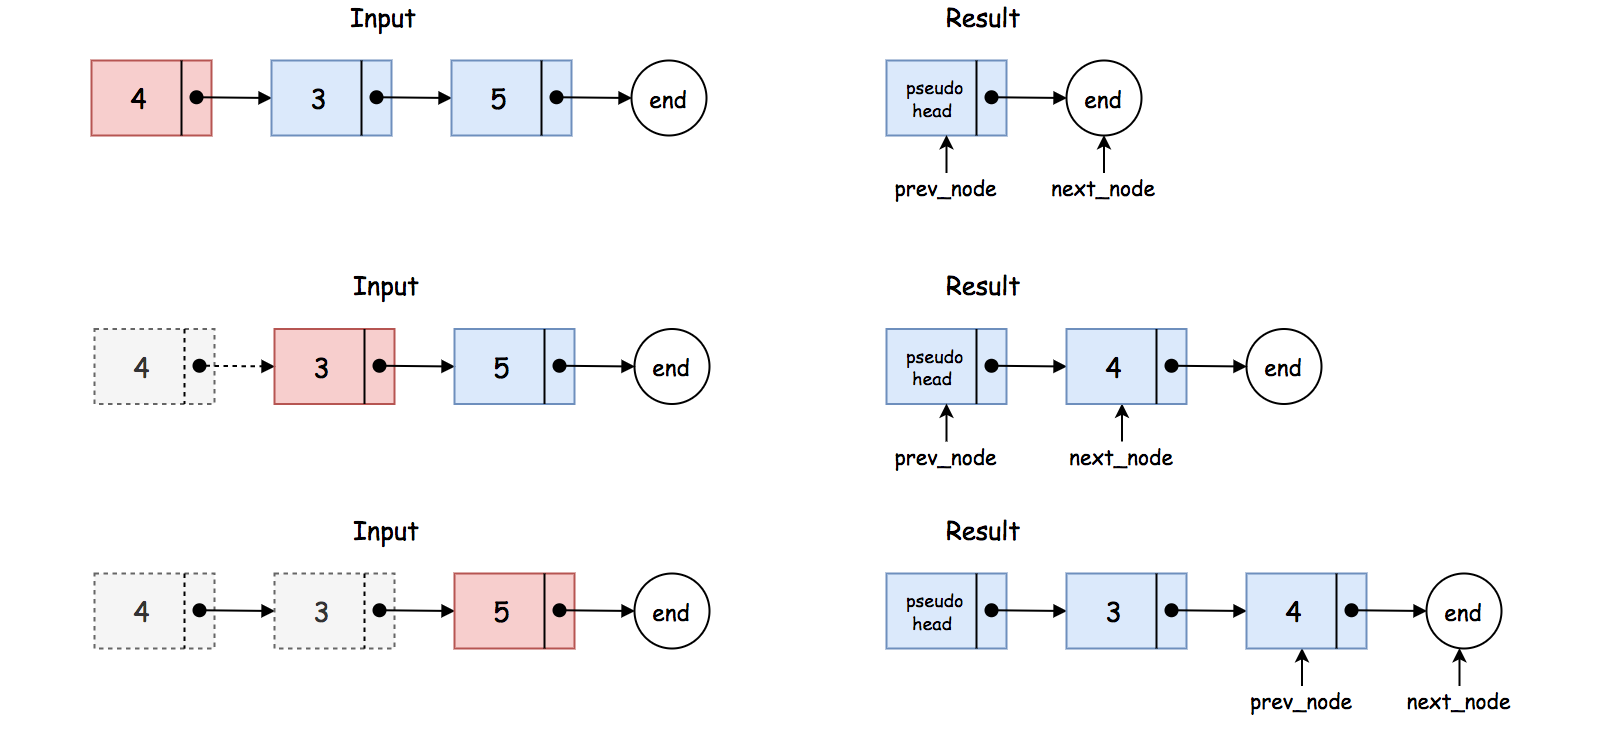 Input
Result
4
3
5
end
pseudo
head
end
prev_node
next_node
Input
Result
4
3
5
end
pseudo
head
4
end
prev_node
next_node
Input
Result
4
3
5
end
pseudo
head
3
4
end
prev_node
next_node